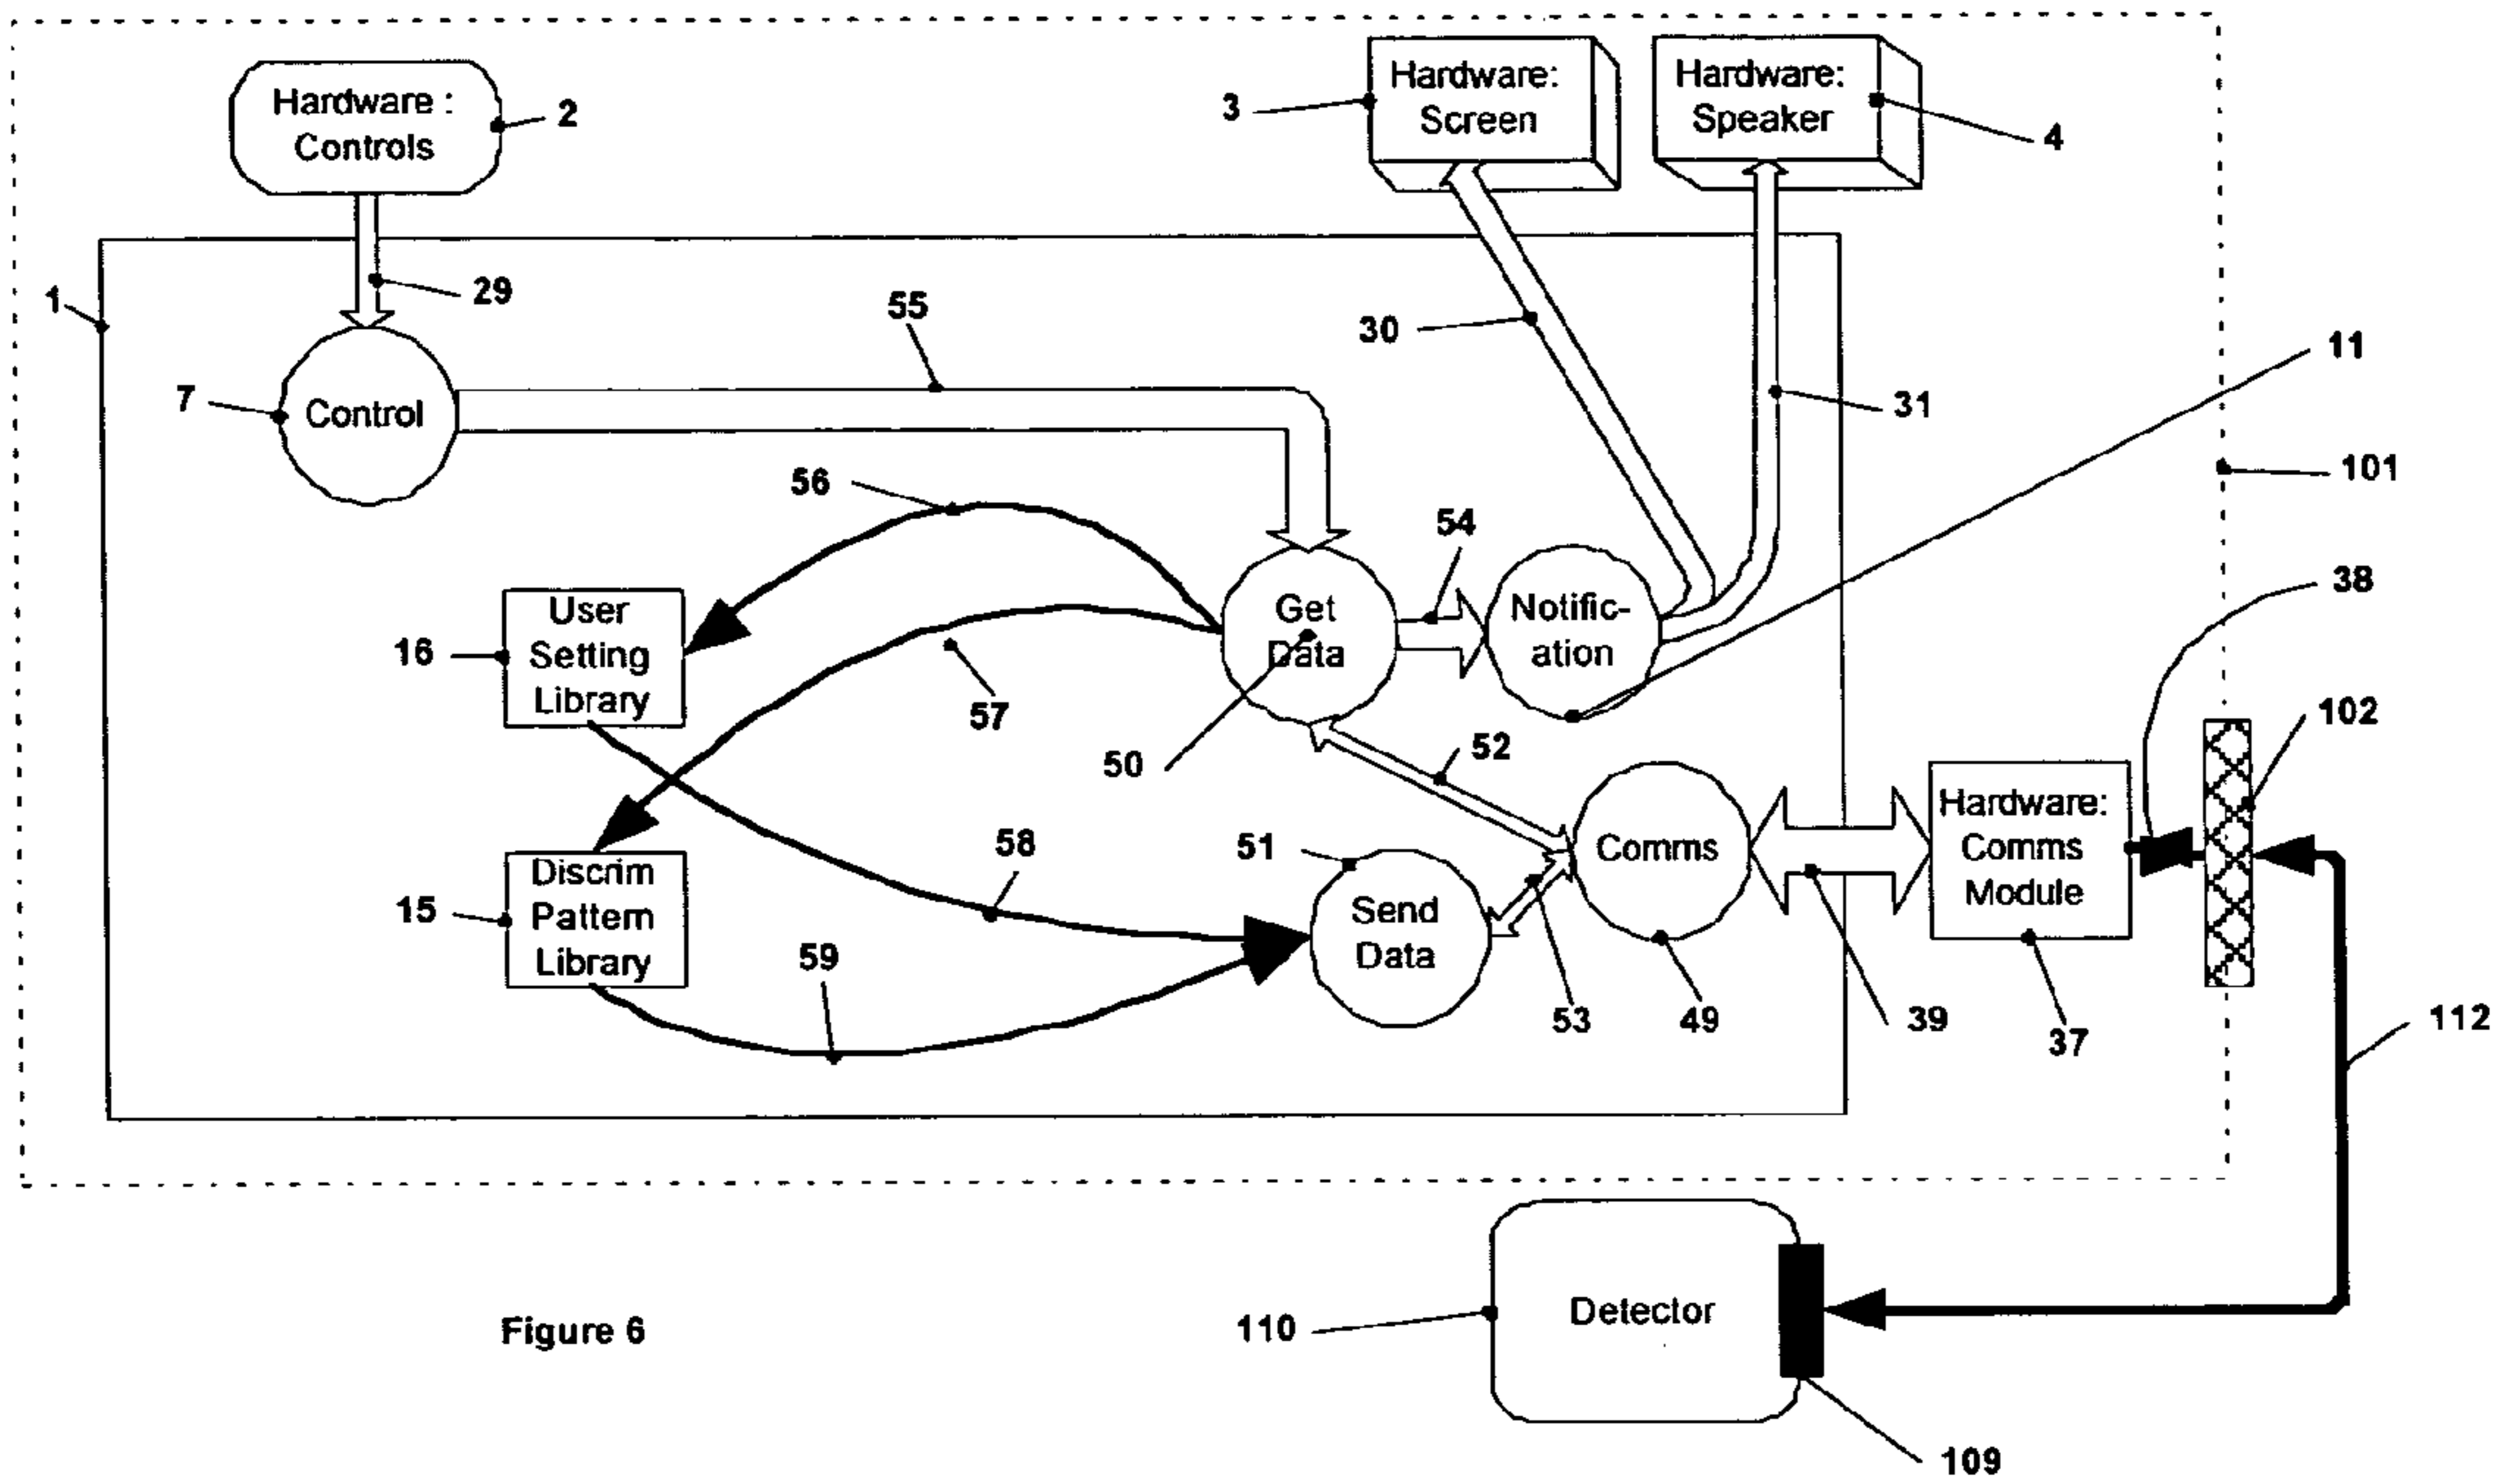 Hardware :
Controls
2
3
Hardware:
Screen
Hardware:
Speaker
4
1
29
55
30
11
7
Control
31
101
56
54
38
16
User
Setting
Library
Get
Data
Notific-
ation
57
50
52
102
15
Discrim
Pattern
Library
58
51
Comms
Hardware:
Comms
Module
59
Send
Data
53
49
39
37
112
Figure 6
110
Detector
109